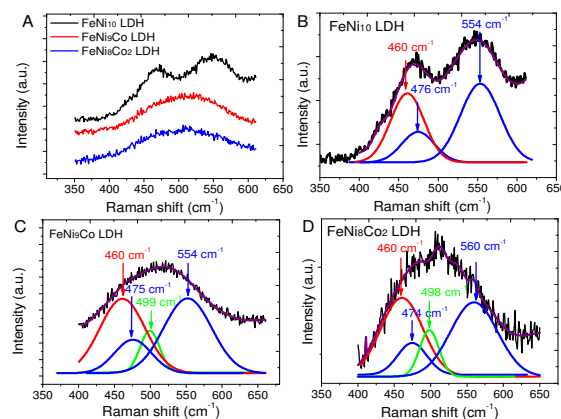 A
FeNi₁₀ LDH
FeNi₉Co LDH
FeNi₈Co₂ LDH
Intensity (a.u.)
300 350 400 450 500 550 600 650
Raman shift (cm⁻¹)
B
FeNi₁₀ LDH
460 cm⁻¹
554 cm⁻¹
476 cm⁻¹
Intensity (a.u.)
350 400 450 500 550 600 650
Raman shift (cm⁻¹)
C
FeNi₉Co LDH
460 cm⁻¹
554 cm⁻¹
475 cm⁻¹
499 cm⁻¹
Intensity (a.u.)
350 400 450 500 550 600 650
Raman shift (cm⁻¹)
D
FeNi₈Co₂ LDH
460 cm⁻¹
560 cm⁻¹
498 cm⁻¹
474 cm⁻¹
Intensity (a.u.)
350 400 450 500 550 600 650
Raman shift (cm⁻¹)